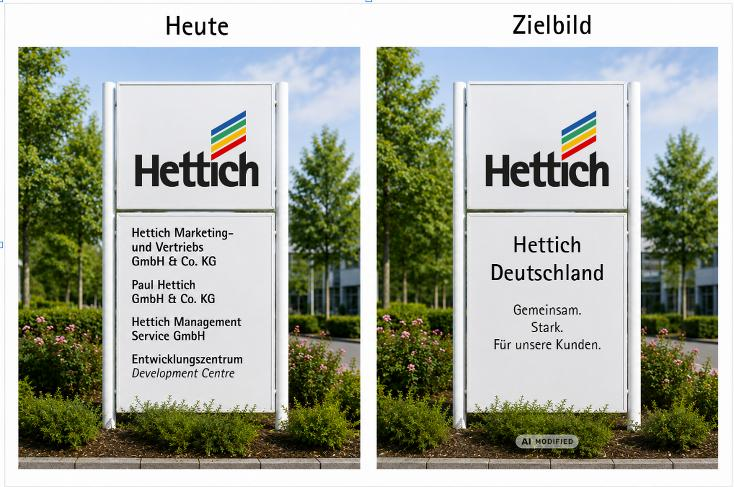 Heute
Hettich
Hettich Marketing-
und Vertriebs
GmbH & Co. KG
Paul Hettich
GmbH & Co. KG
Hettich Management
Service GmbH
Entwicklungszentrum
Development Centre
Zielbild
Hettich
Hettich
Deutschland
Gemeinsam.
Stark.
Für unsere Kunden.
AI MODIFIED